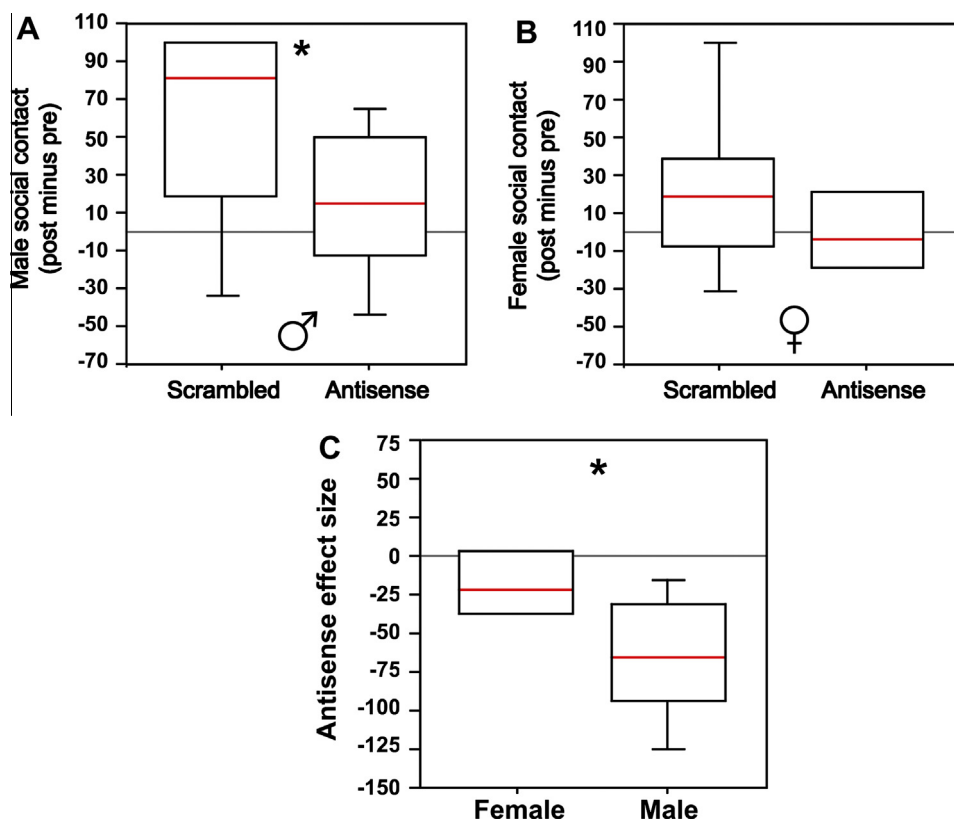 A
Male social contact
(post minus pre)
110
90
70
50
30
10
-10
-30
-50
-70
*
♂
Scrambled
Antisense
B
Female social contact
(post minus pre)
110
90
70
50
30
10
-10
-30
-50
-70
♀
Scrambled
Antisense
C
Antisense effect size
75
50
25
0
-25
-50
-75
-100
-125
-150
*
Female
Male